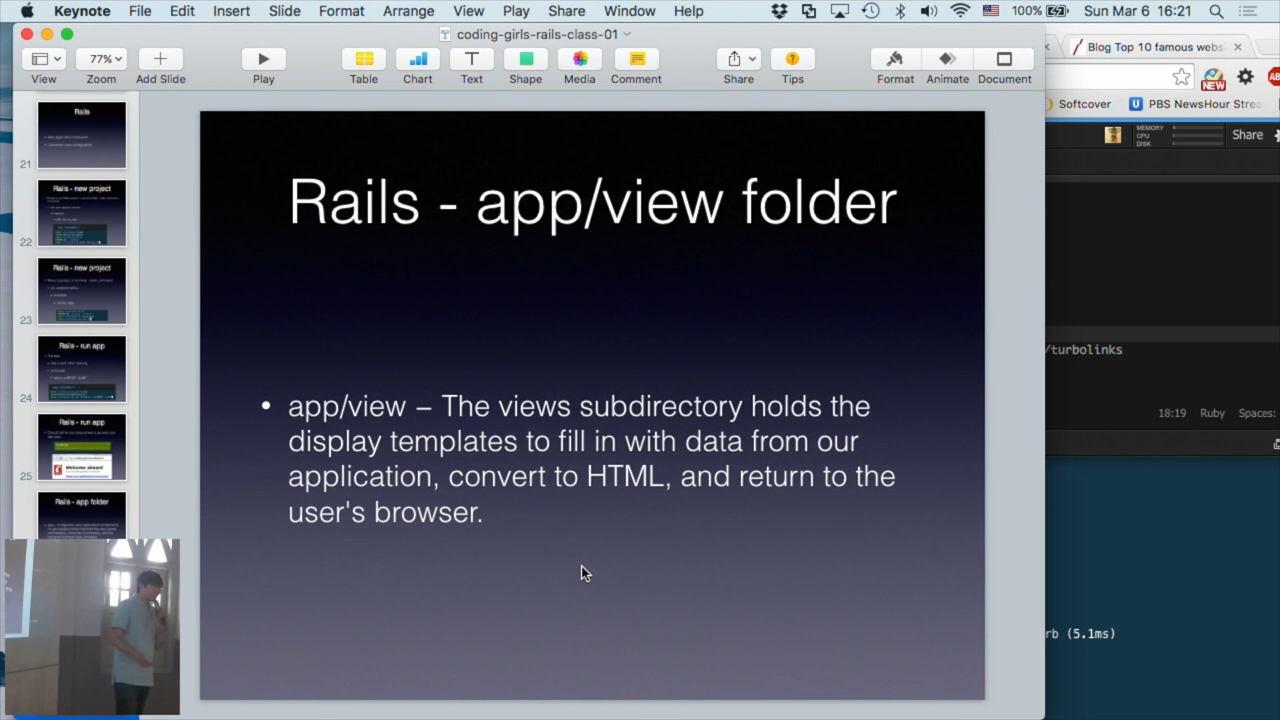 Keynote File Edit Insert Slide Format Arrange View Play Share Window Help 100% Sun Mar 6 16:21
coding-girls-rails-class-01
77%
View Zoom Add Slide Play Table Chart Text Shape Media Comment Share Tips Format Animate Document
Blog Top 10 famous webs
NEW
AB
Softcover U PBS NewsHour Strea
MEMORY
CPU
DISK
Share
Rails
21
Rails - new project
22
Rails - new project
23
Rails - run app
24
Rails - run app
Welcome aboard
25
Rails - app folder
Rails - app/view folder
• app/view – The views subdirectory holds the
display templates to fill in with data from our
application, convert to HTML, and return to the
user's browser.
/turbolinks
18:19 Ruby Spaces:
rb (5.1ms)